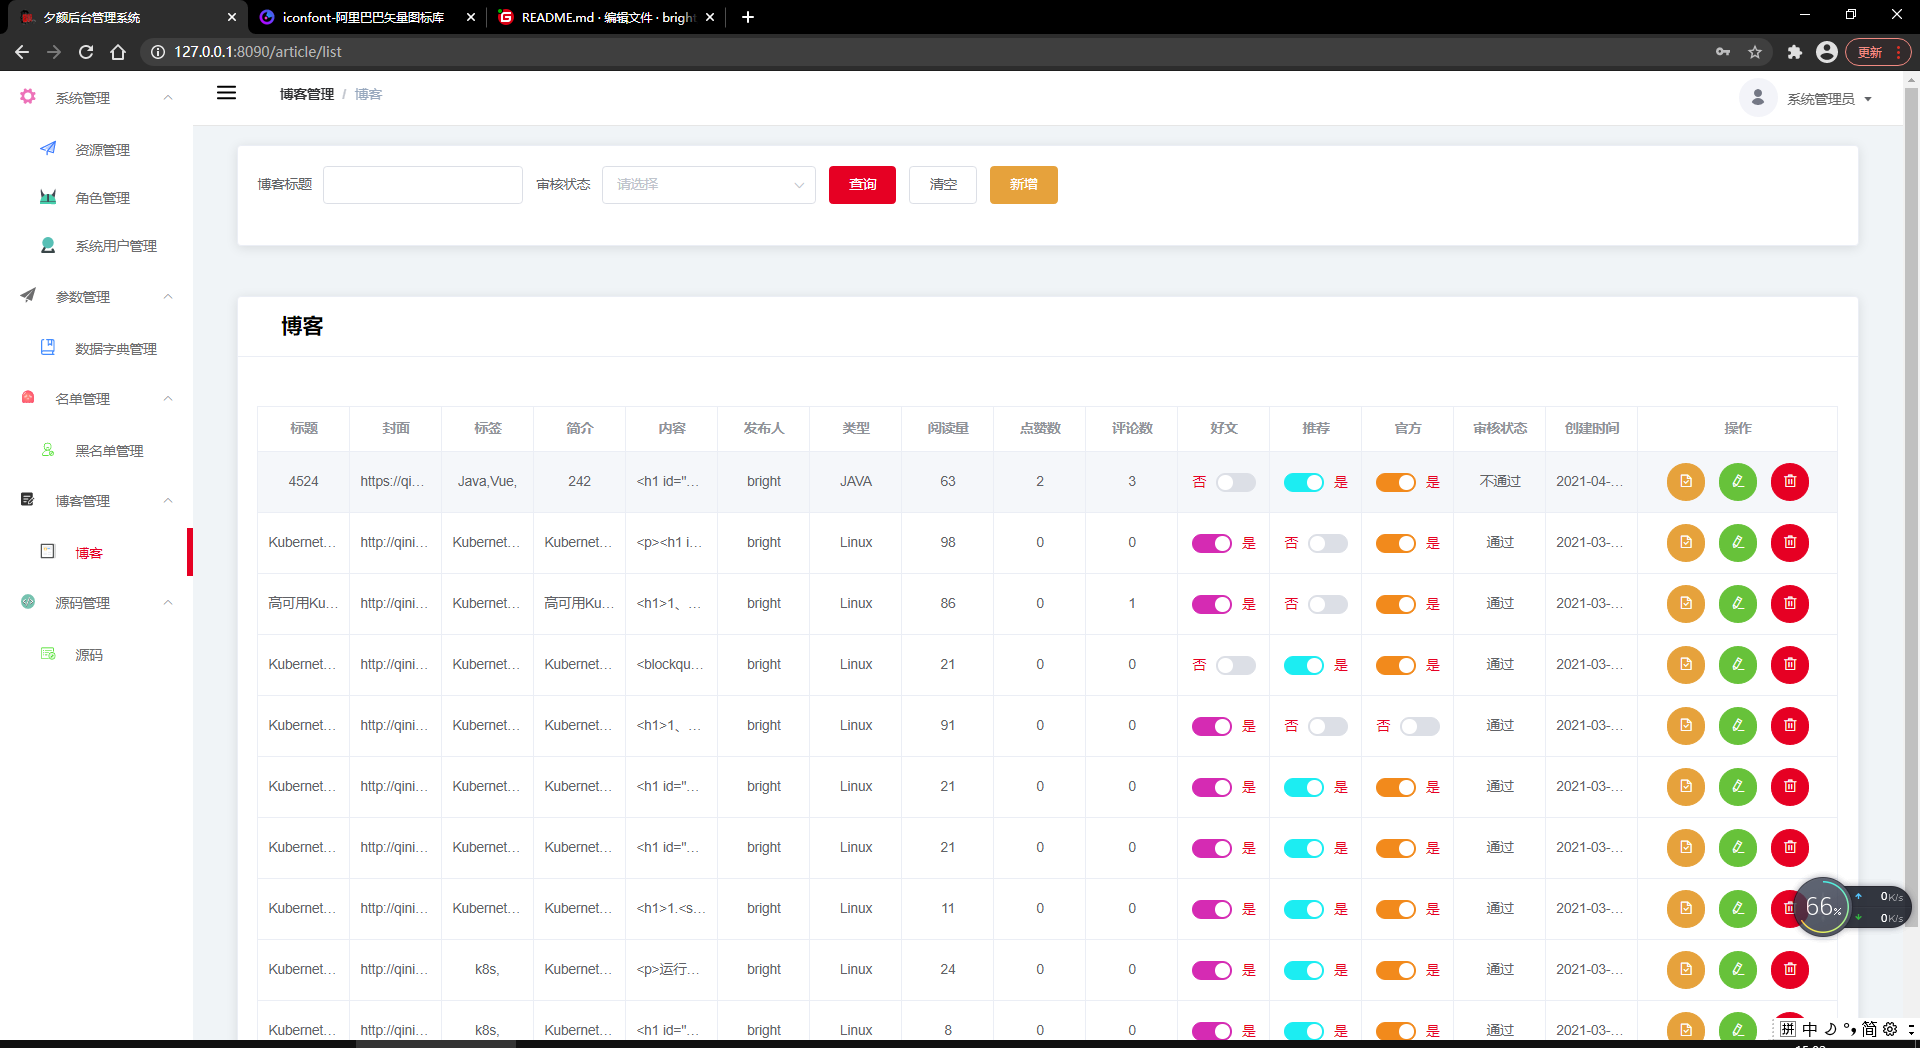 夕颜后台管理系统
iconfont-阿里巴巴矢量图标库
README.md · 编辑文件 · brigh
127.0.0.1:8090/article/list
更新
系统管理
资源管理
角色管理
系统用户管理
参数管理
数据字典管理
名单管理
黑名单管理
博客管理
博客
源码管理
源码
博客管理 / 博客
系统管理员
博客标题 审核状态 请选择 查询 清空 新增
博客
标题 封面 标签 简介 内容 发布人 类型 阅读量 点赞数 评论数 好文 推荐 官方 审核状态 创建时间 操作
4524 https://qi... Java,Vue, 242 <h1 id="... bright JAVA 63 2 3 否 是 是 不通过 2021-04-...
Kubernet... http://qini... Kubernet... Kubernet... <p><h1 i... bright Linux 98 0 0 是 否 是 通过 2021-03-...
高可用Ku... http://qini... Kubernet... 高可用Ku... <h1>1、... bright Linux 86 0 1 是 否 是 通过 2021-03-...
Kubernet... http://qini... Kubernet... Kubernet... <blockqu... bright Linux 21 0 0 否 是 是 通过 2021-03-...
Kubernet... http://qini... Kubernet... Kubernet... <h1>1、... bright Linux 91 0 0 是 否 否 通过 2021-03-...
Kubernet... http://qini... Kubernet... Kubernet... <h1 id="... bright Linux 21 0 0 是 是 是 通过 2021-03-...
Kubernet... http://qini... Kubernet... Kubernet... <h1 id="... bright Linux 21 0 0 是 是 是 通过 2021-03-...
Kubernet... http://qini... Kubernet... Kubernet... <h1>1.<s... bright Linux 11 0 0 是 是 是 通过 2021-03-...
Kubernet... http://qini... k8s, Kubernet... <p>运行... bright Linux 24 0 0 是 是 是 通过 2021-03-...
Kubernet... http://qini... k8s, Kubernet... <h1 id="... bright Linux 8 0 0 是 是 是 通过 2021-03-...
66%
0K/s
0K/s
拼 中 简